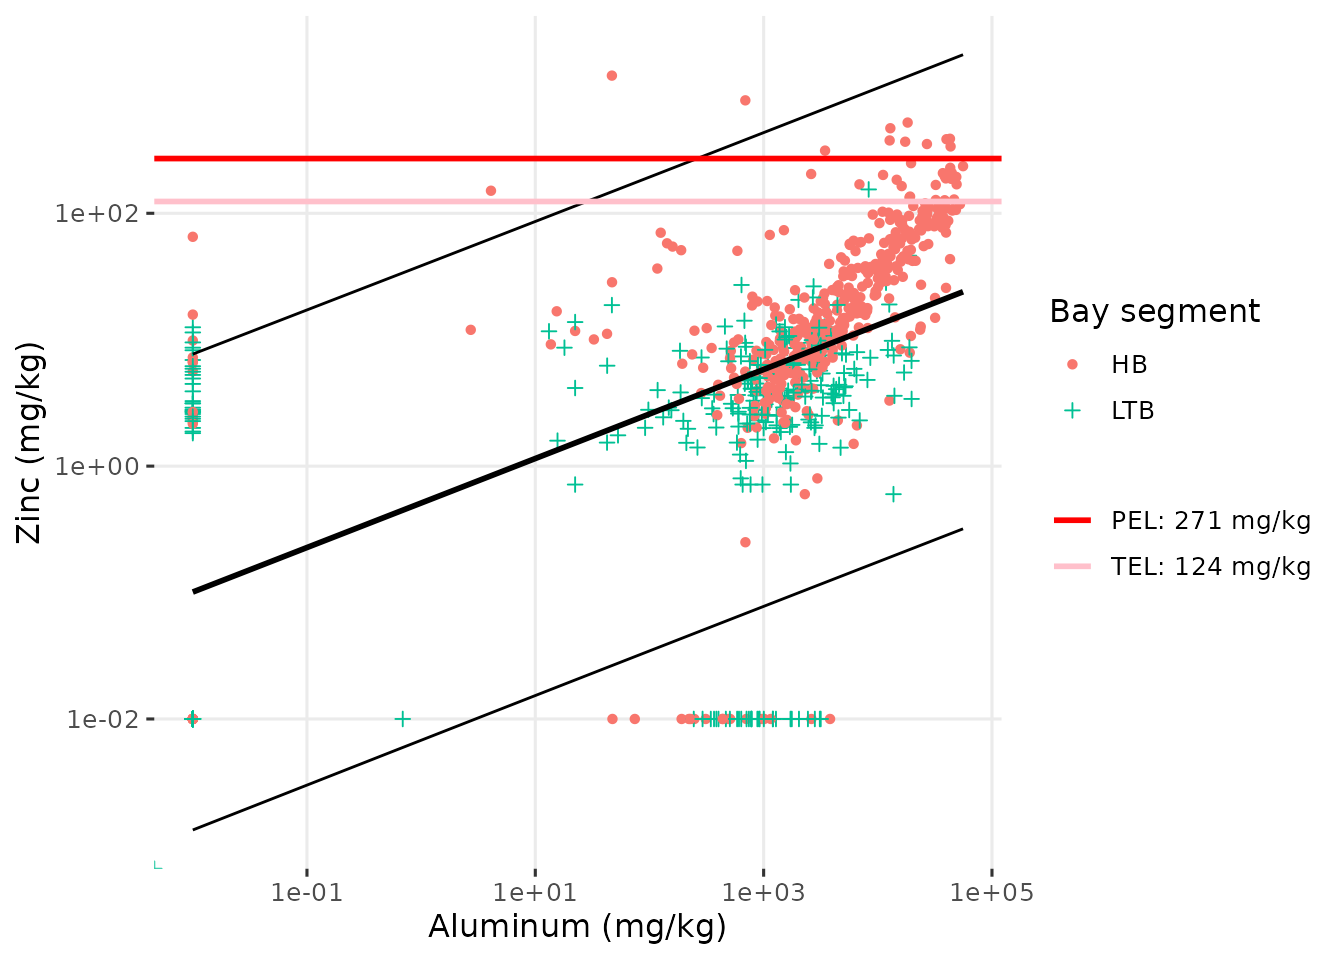 Zinc (mg/kg)
1e+02
1e+00
1e-02
1e-01
1e+01
1e+03
1e+05
Aluminum (mg/kg)
Bay segment
HB
LTB
PEL: 271 mg/kg
TEL: 124 mg/kg